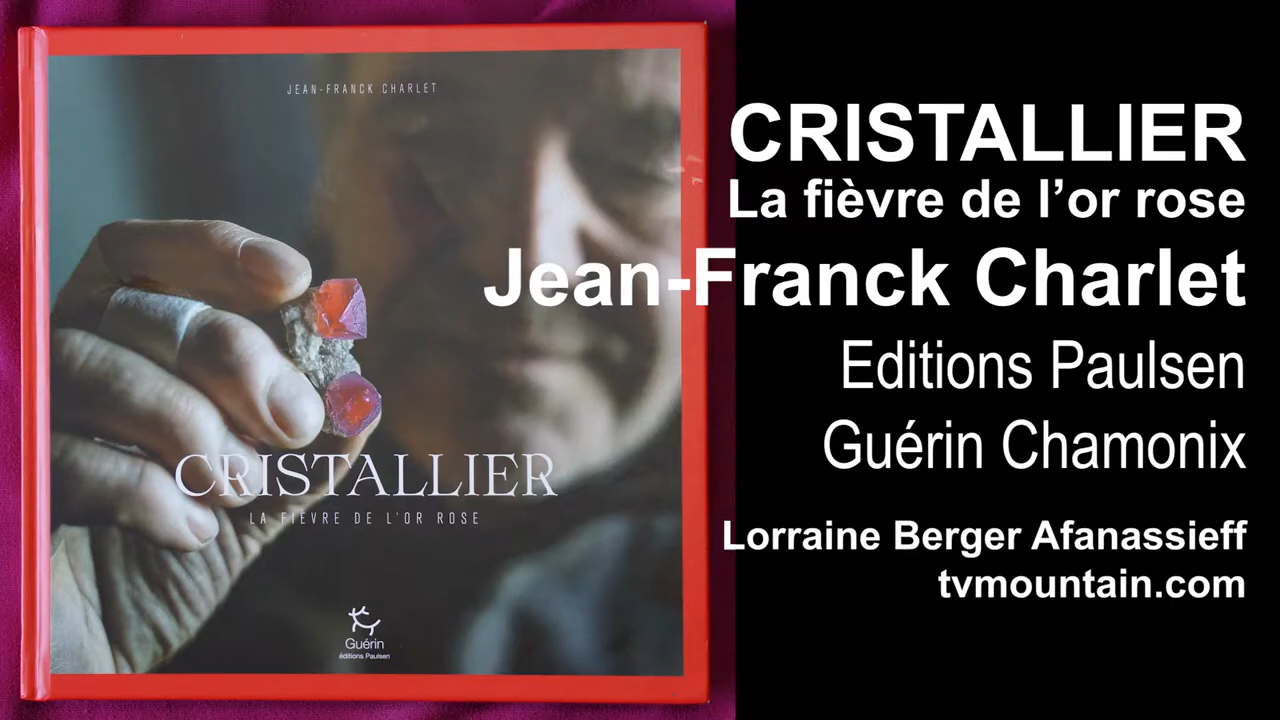 JEAN-FRANCK CHARLET
CRISTALLIER
LA FIÈVRE DE L'OR ROSE
Guérin
éditions Paulsen
CRISTALLIER
La fièvre de l’or rose
Jean-Franck Charlet
Editions Paulsen
Guérin Chamonix
Lorraine Berger Afanassieff
tvmountain.com